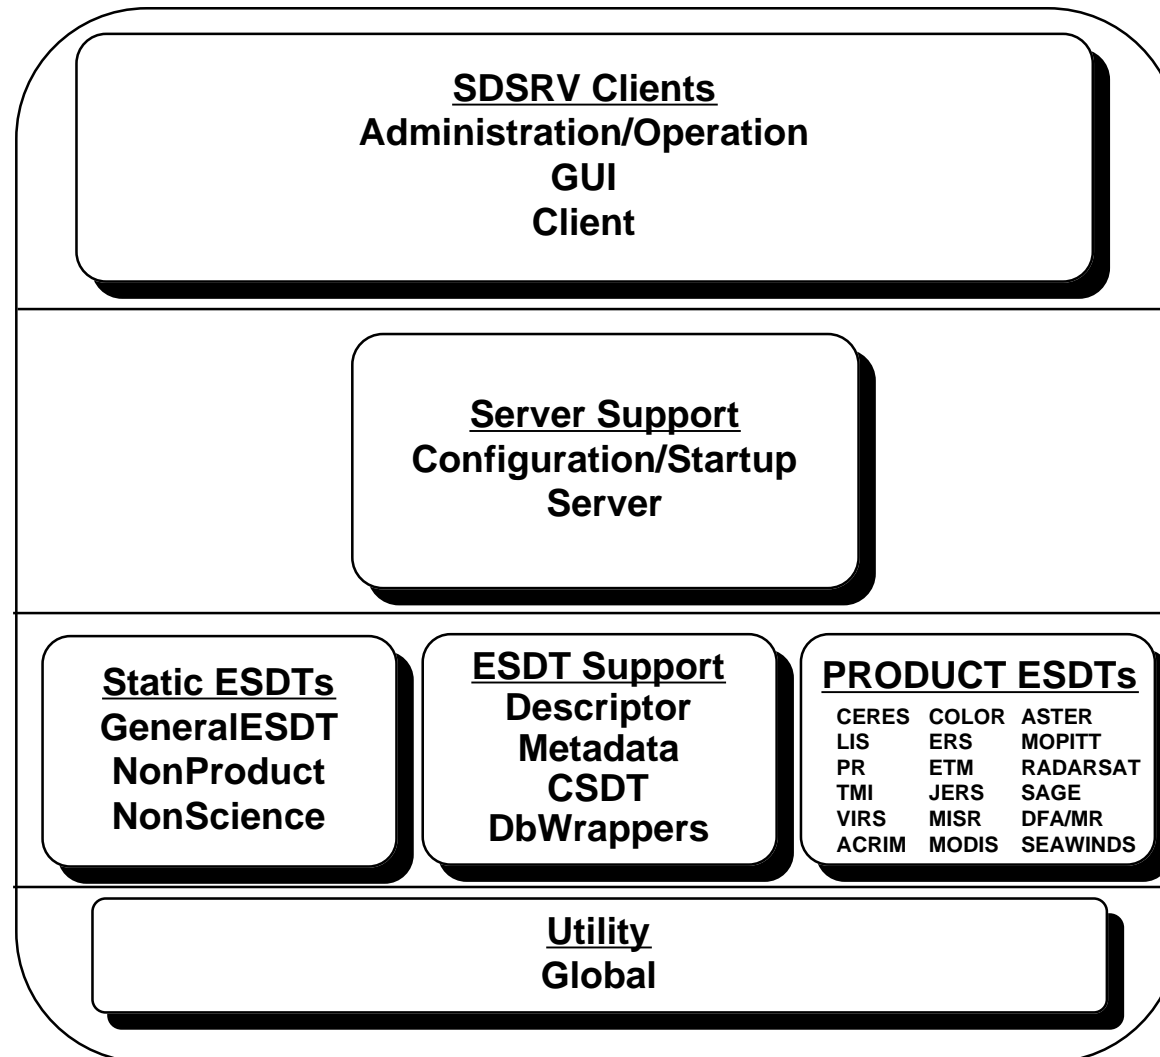 SDSRV Clients
Administration/Operation
GUI
Client
Server Support
Configuration/Startup
Server
Static ESDTs
GeneralESDT
NonProduct
NonScience
ESDT Support
Descriptor
Metadata
CSDT
DbWrappers
PRODUCT ESDTs
CERES COLOR ASTER
LIS ERS MOPITT
PR ETM RADARSAT
TMI JERS SAGE
VIRS MISR DFA/MR
ACRIM MODIS SEAWINDS
Utility
Global